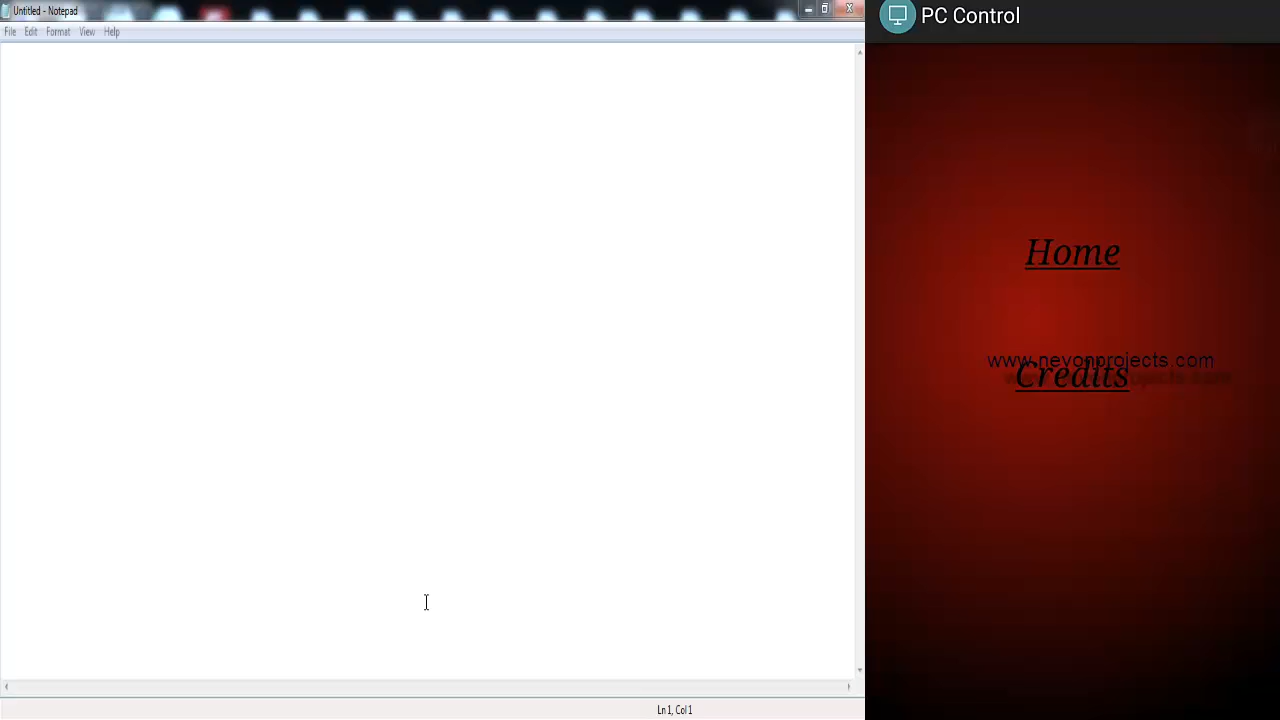 Untitled - Notepad
File Edit Format View Help
Ln 1, Col 1
PC Control
Home
www.nevonprojects.com
Credits